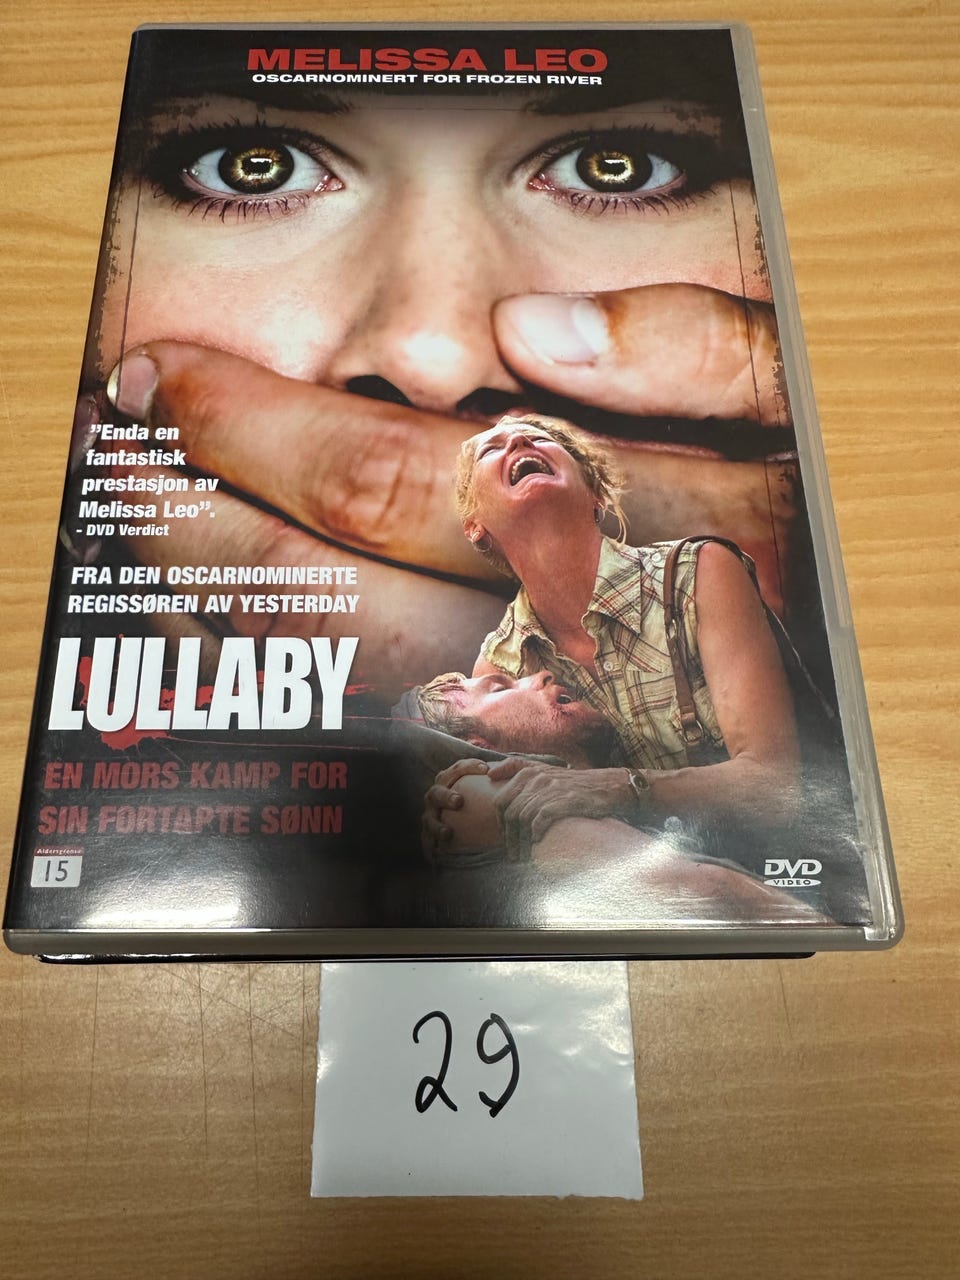 MELISSA LEO
OSCARNOMINERT FOR FROZEN RIVER
"Enda en
fantastisk
prestasjon av
Melissa Leo".
- DVD Verdict
FRA DEN OSCARNOMINERTE
REGISSØREN AV YESTERDAY
LULLABY
EN MORS KAMP FOR
SIN FORTAPTE SØNN
Aldersgrense
15
DVD
VIDEO
29